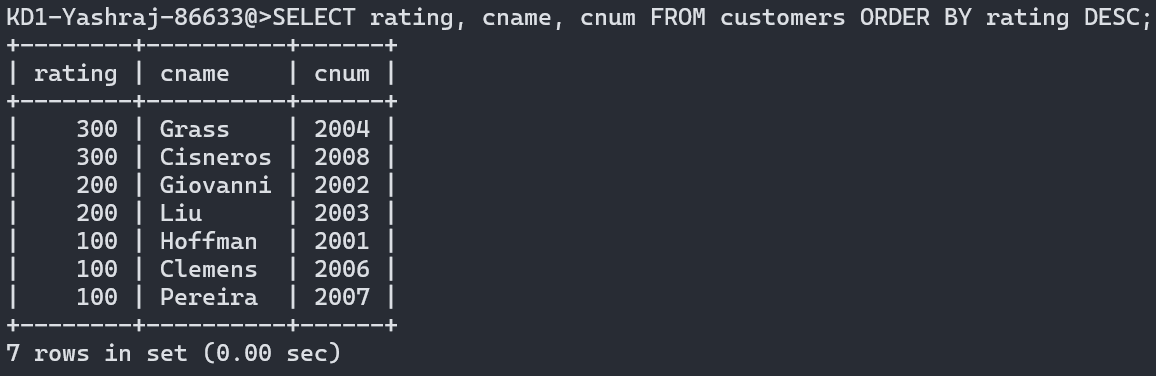 KD1-Yashraj-86633@>SELECT rating, cname, cnum FROM customers ORDER BY rating DESC;
+--------+----------+------+
| rating | cname    | cnum |
+--------+----------+------+
|    300 | Grass    | 2004 |
|    300 | Cisneros | 2008 |
|    200 | Giovanni | 2002 |
|    200 | Liu      | 2003 |
|    100 | Hoffman  | 2001 |
|    100 | Clemens  | 2006 |
|    100 | Pereira  | 2007 |
+--------+----------+------+
7 rows in set (0.00 sec)